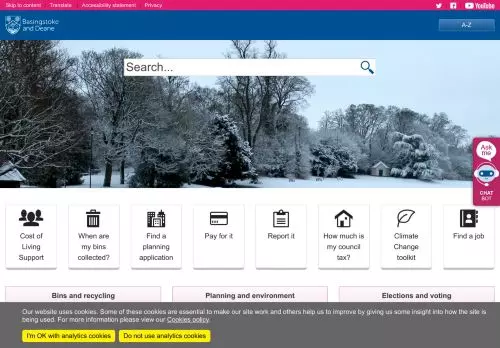 Skip to content Translate Accessibility statement Privacy YouTube
Basingstoke
and Deane
A-Z
Search...
Ask
me
CHAT
BOT
Cost of
Living
Support
When are
my bins
collected?
Find a
planning
application
Pay for it
Report it
How much is
my council
tax?
Climate
Change
toolkit
Find a job
Bins and recycling
Planning and environment
Elections and voting
Our website uses cookies. Some of these cookies are essential to make our site work and others help us to improve by giving us some insight into how the site is
being used. For more information please view our Cookies policy.
I'm OK with analytics cookies
Do not use analytics cookies